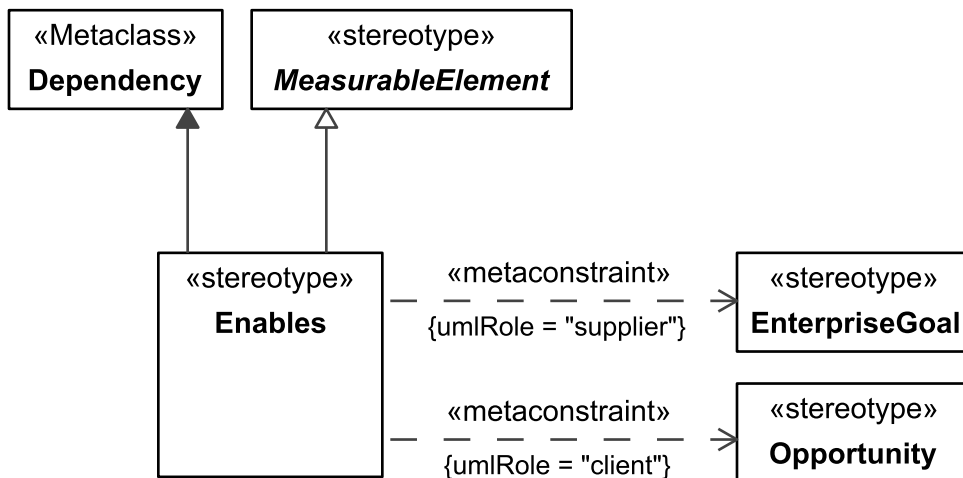 «Metaclass»
Dependency
«stereotype»
MeasurableElement
«stereotype»
Enables
«metaconstraint»
{umlRole = "supplier"}
«stereotype»
EnterpriseGoal
«metaconstraint»
{umlRole = "client"}
«stereotype»
Opportunity